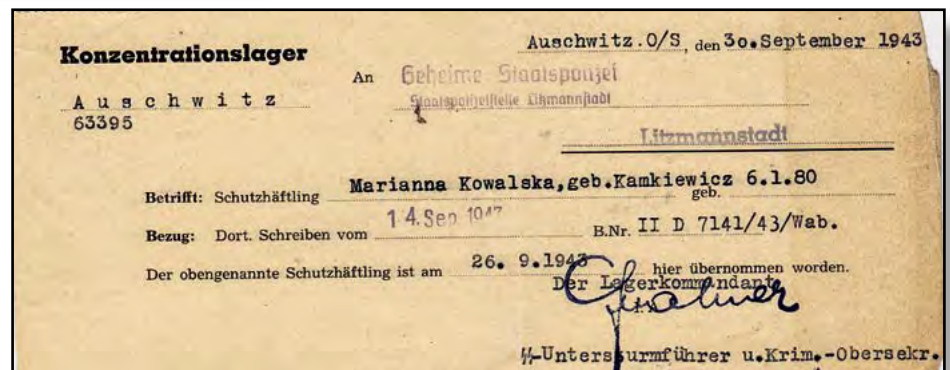 Konzentrationslager
Auschwitz.O/S, den 30.September 1943
An Geheime Staatspolizei
Staatspolizeistelle Litzmannstadt
Auschwitz
63395
Litzmannstadt
Betrifft: Schutzhäftling Marianna Kowalska,geb.Kamkiewicz 6.1.80
geb.
Bezug: Dort. Schreiben vom 14. Sep. B.Nr. II D 7141/43/Wab.
Der obengenannte Schutzhäftling ist am 26. 9.1943 hier übernommen worden.
Der Lagerkommandant
ᛋᛋ-Untersturmführer u.Krim.-Obersekr.